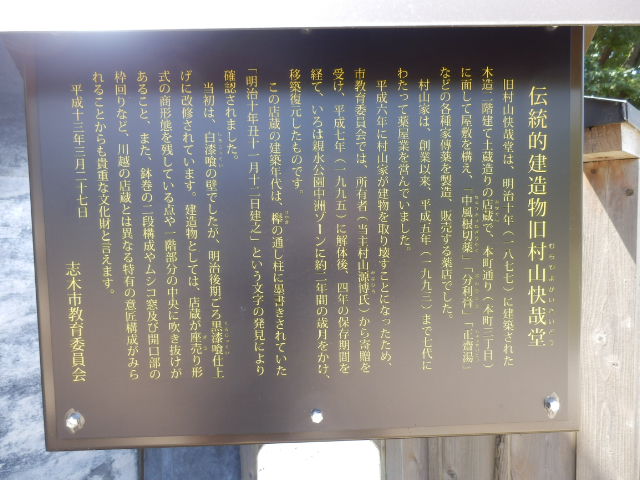 伝統的建造物旧村山快哉堂
むらやまかいさいどう
旧村山快哉堂は、明治十年（一八七七）に建築された
木造二階建て土蔵造りの店蔵で、本町通り（本町三丁目）
に面して屋敷を構え、「中風根切薬」「分利膏」「正齋湯」
などの各種家傳薬を製造、販売する薬店でした。
村山家は、創業以来、平成五年（一九九三）まで七代に
わたって薬屋業を営んでいました。
平成六年に村山家が建物を取り壊すことになったため、
市教育委員会では、所有者（当主村山源博氏）から寄贈を
受け、平成七年（一九九五）に解体後、四年の保存期間を
経て、いろは親水公園中洲ゾーンに約二年間の歳月をかけ、
移築復元したものです。
この店蔵の建築年代は、欅の通し柱に墨書きされていた
「明治十年丑十一月十二日建之」という文字の発見により
確認されました。
当初は、白漆喰の壁でしたが、明治後期ごろ黒漆喰仕上
げに改修されています。建造物としては、店蔵が座売り形
式の商形態を残している点や一階部分の中央に吹き抜けが
あること、また、鉢巻の二段構成やムシコ窓及び開口部の
枠回りなど、川越の店蔵とは異なる特有の意匠構成がみら
れることからも貴重な文化財と言えます。
平成十三年三月二十七日
志木市教育委員会